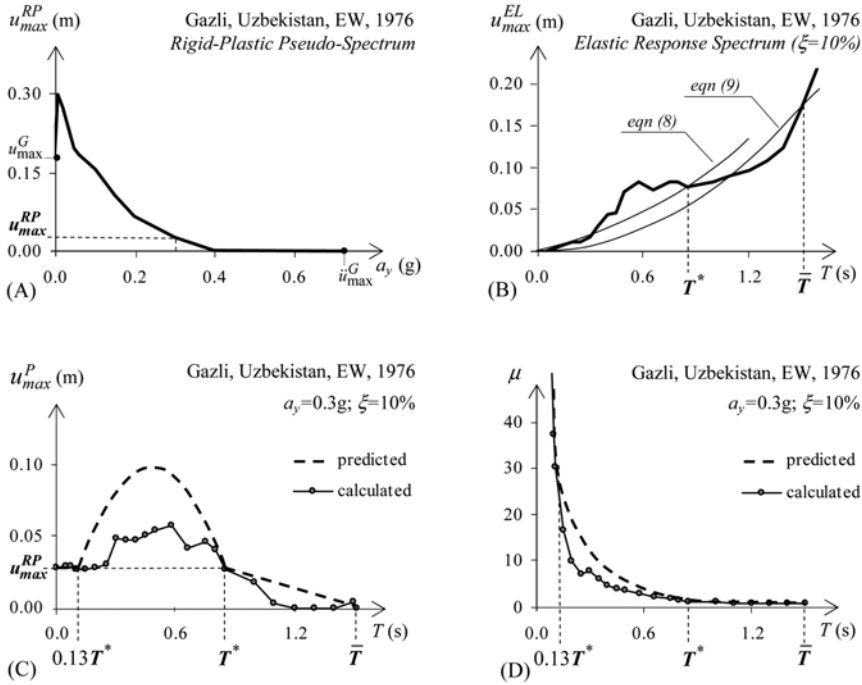 u_max^RP (m)
Gazli, Uzbekistan, EW, 1976
Rigid-Plastic Pseudo-Spectrum
0.30
u_max^G
0.15
u_max^RP
0.00
0.0
0.2
0.4
0.6
ü_max^G
a_y (g)
(A)
u_max^EL (m)
Gazli, Uzbekistan, EW, 1976
Elastic Response Spectrum (ξ=10%)
0.20
eqn (9)
0.15
eqn (8)
0.10
0.05
0.00
0.0
0.6
1.2
T (s)
T*
T̅
(B)
u_max^P (m)
Gazli, Uzbekistan, EW, 1976
a_y=0.3g; ξ=10%
0.10
predicted
calculated
0.05
u_max^RP
0.00
0.0
0.6
1.2
T (s)
0.13T*
T*
T̅
(C)
μ
Gazli, Uzbekistan, EW, 1976
a_y=0.3g; ξ=10%
40
30
predicted
calculated
20
10
0
0.0
0.6
1.2
T (s)
0.13T*
T*
T̅
(D)